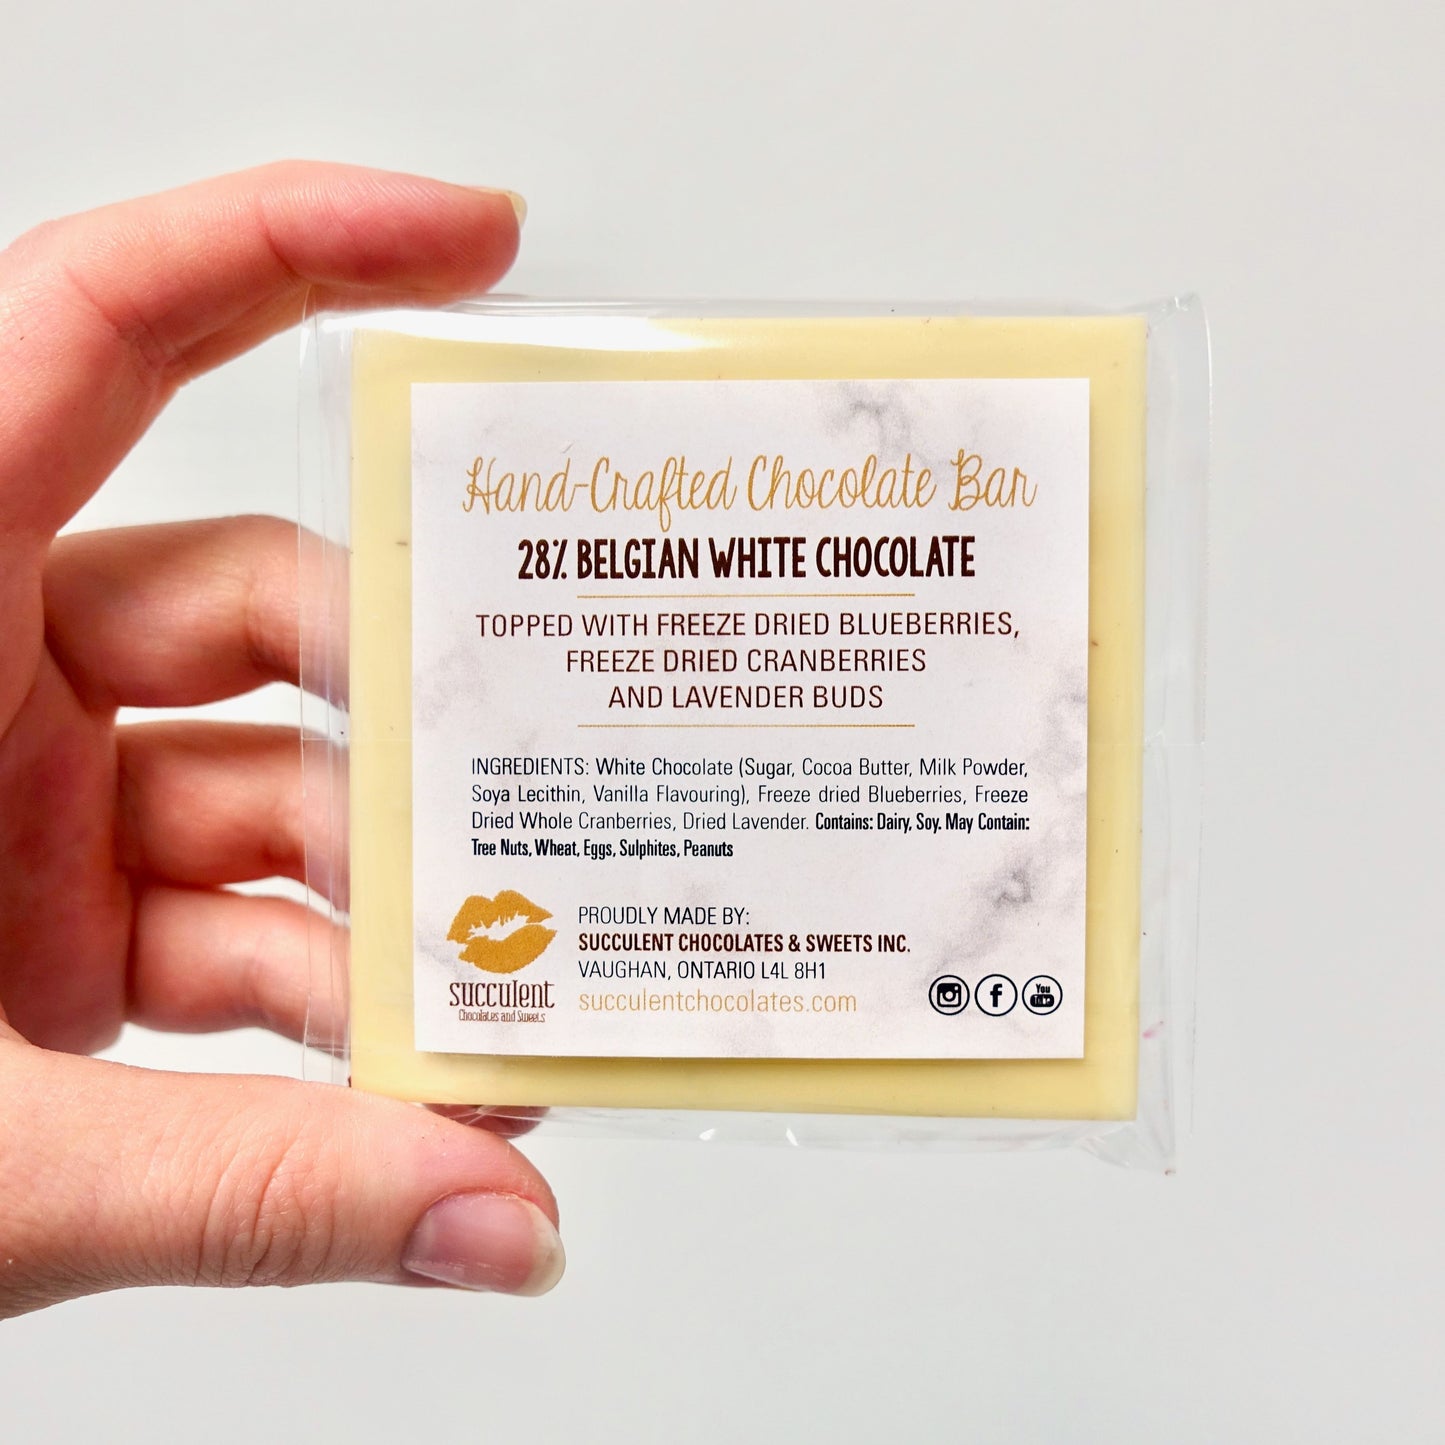 Hand-Crafted Chocolate Bar
28% BELGIAN WHITE CHOCOLATE
TOPPED WITH FREEZE DRIED BLUEBERRIES,
FREEZE DRIED CRANBERRIES
AND LAVENDER BUDS
INGREDIENTS: White Chocolate (Sugar, Cocoa Butter, Milk Powder,
Soya Lecithin, Vanilla Flavouring), Freeze dried Blueberries, Freeze
Dried Whole Cranberries, Dried Lavender. Contains: Dairy, Soy. May Contain:
Tree Nuts, Wheat, Eggs, Sulphites, Peanuts
PROUDLY MADE BY:
SUCCULENT CHOCOLATES & SWEETS INC.
VAUGHAN, ONTARIO L4L 8H1
succulentchocolates.com
succulent
Chocolates and Sweets
f
You
Tube